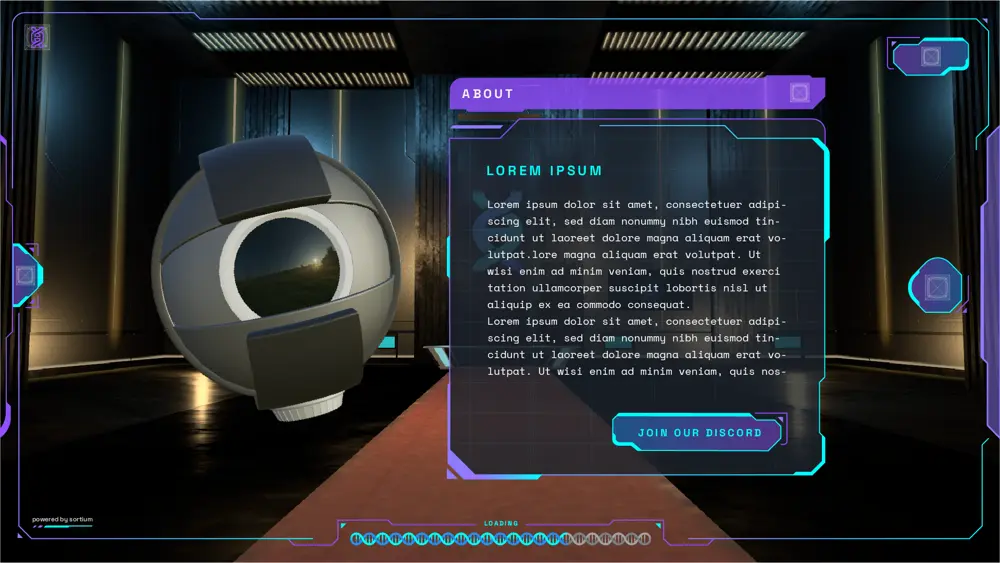 ABOUT
LOREM IPSUM
Lorem ipsum dolor sit amet, consectetuer adipi-
scing elit, sed diam nonummy nibh euismod tin-
cidunt ut laoreet dolore magna aliquam erat vo-
lutpat.lore magna aliquam erat volutpat. Ut
wisi enim ad minim veniam, quis nostrud exerci
tation ullamcorper suscipit lobortis nisl ut
aliquip ex ea commodo consequat.
Lorem ipsum dolor sit amet, consectetuer adipi-
scing elit, sed diam nonummy nibh euismod tin-
cidunt ut laoreet dolore magna aliquam erat vo-
lutpat. Ut wisi enim ad minim veniam, quis nos-
JOIN OUR DISCORD
powered by sortium
LOADING